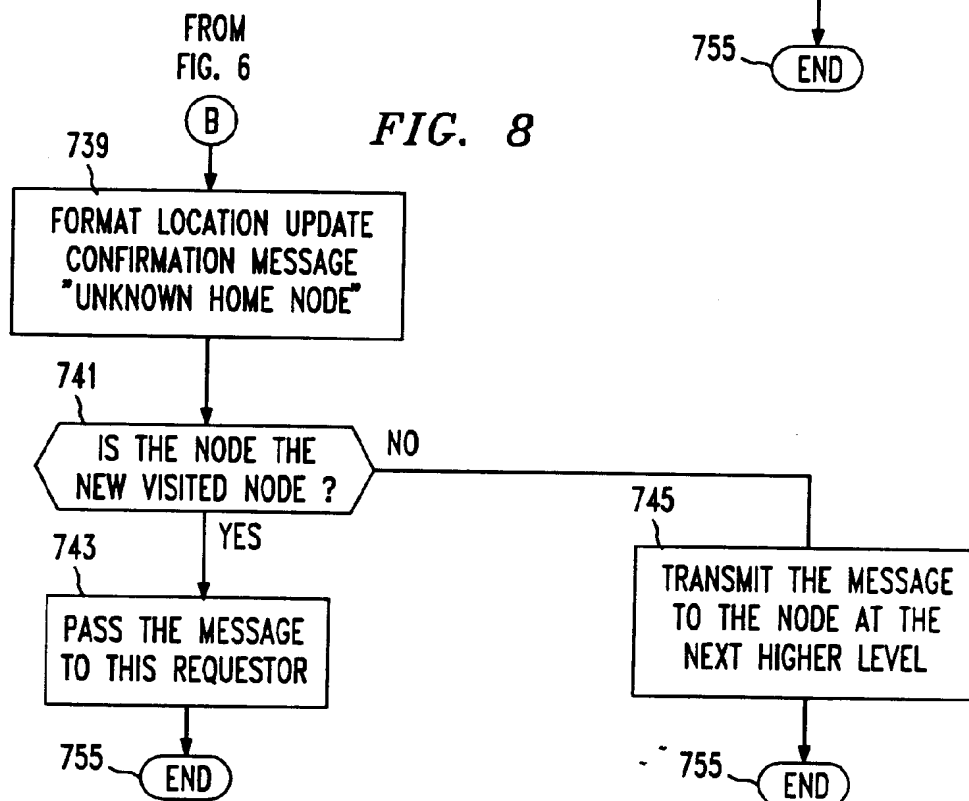 FROM
FIG. 6
B
FIG. 8
755
END
739
FORMAT LOCATION UPDATE
CONFIRMATION MESSAGE
"UNKNOWN HOME NODE"
741
IS THE NODE THE
NEW VISITED NODE ?
NO
YES
743
PASS THE MESSAGE
TO THIS REQUESTOR
755
END
745
TRANSMIT THE MESSAGE
TO THE NODE AT THE
NEXT HIGHER LEVEL
755
END